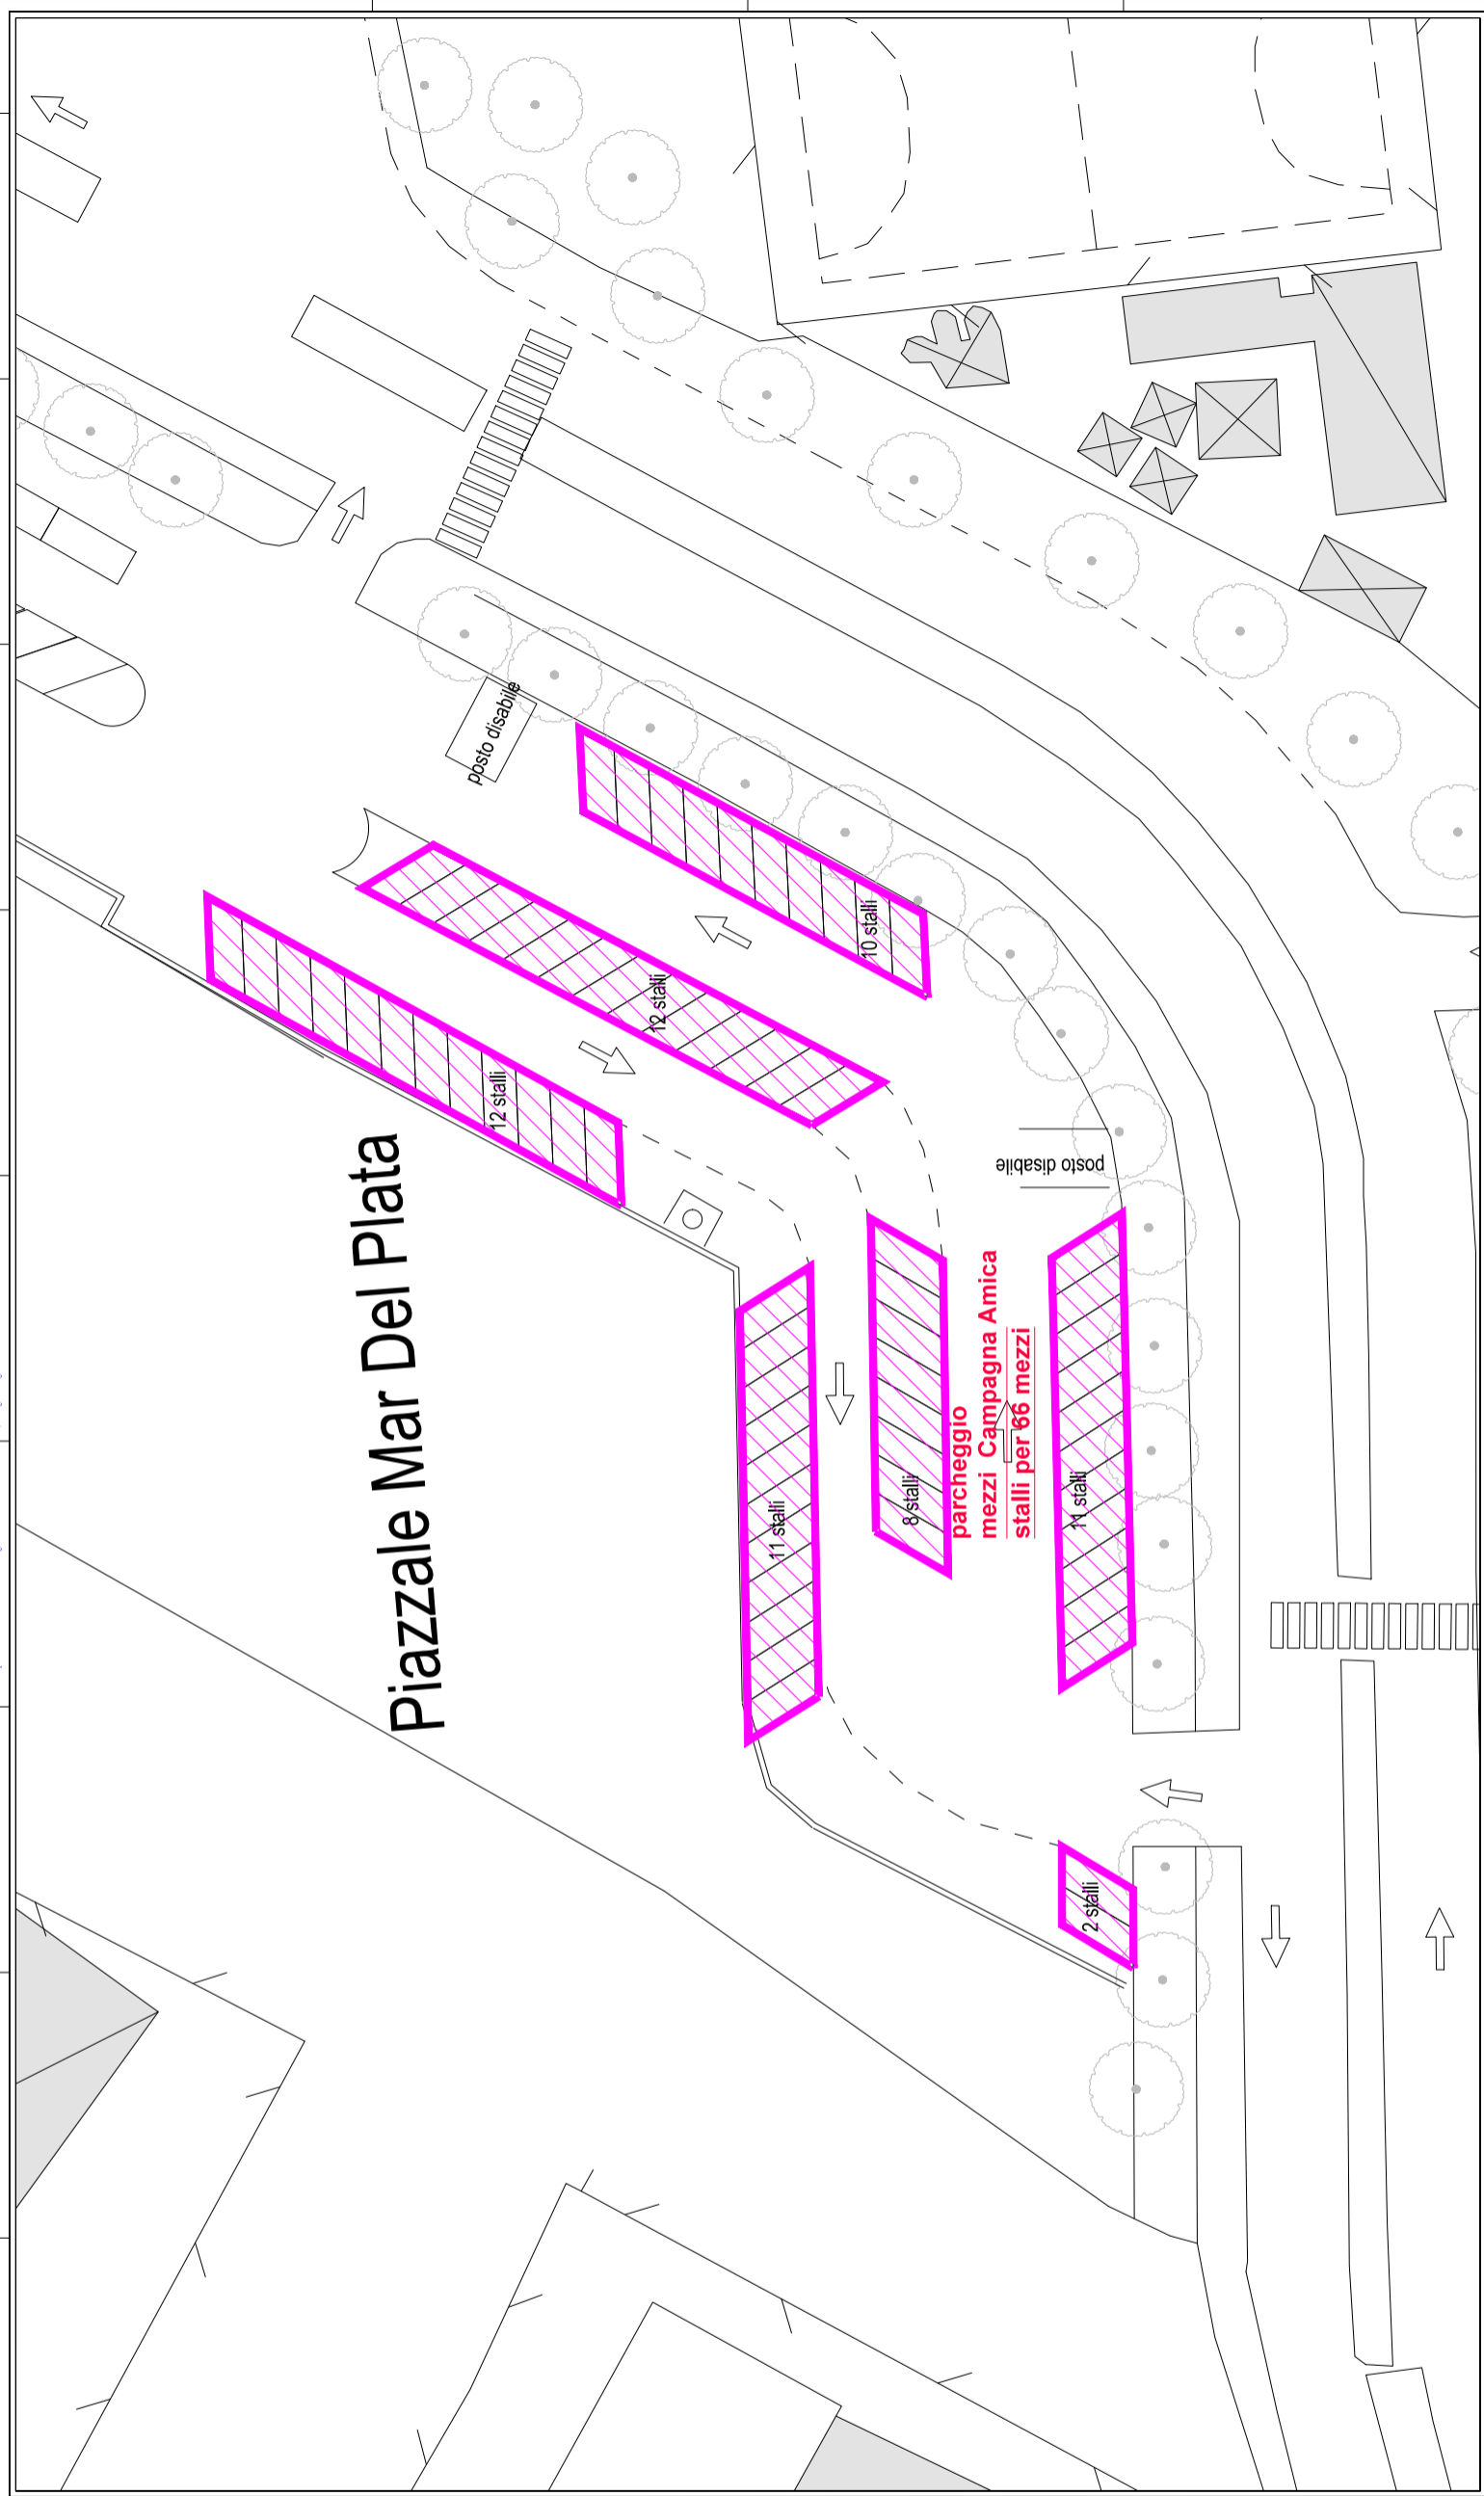 posto disabile
10 stalli
12 stalli
12 stalli
Piazzale Mar Del Plata
posto disabile
parcheggio
mezzi Campagna Amica
stalli per 66 mezzi
11 stalli
8 stalli
11 stalli
2 stalli